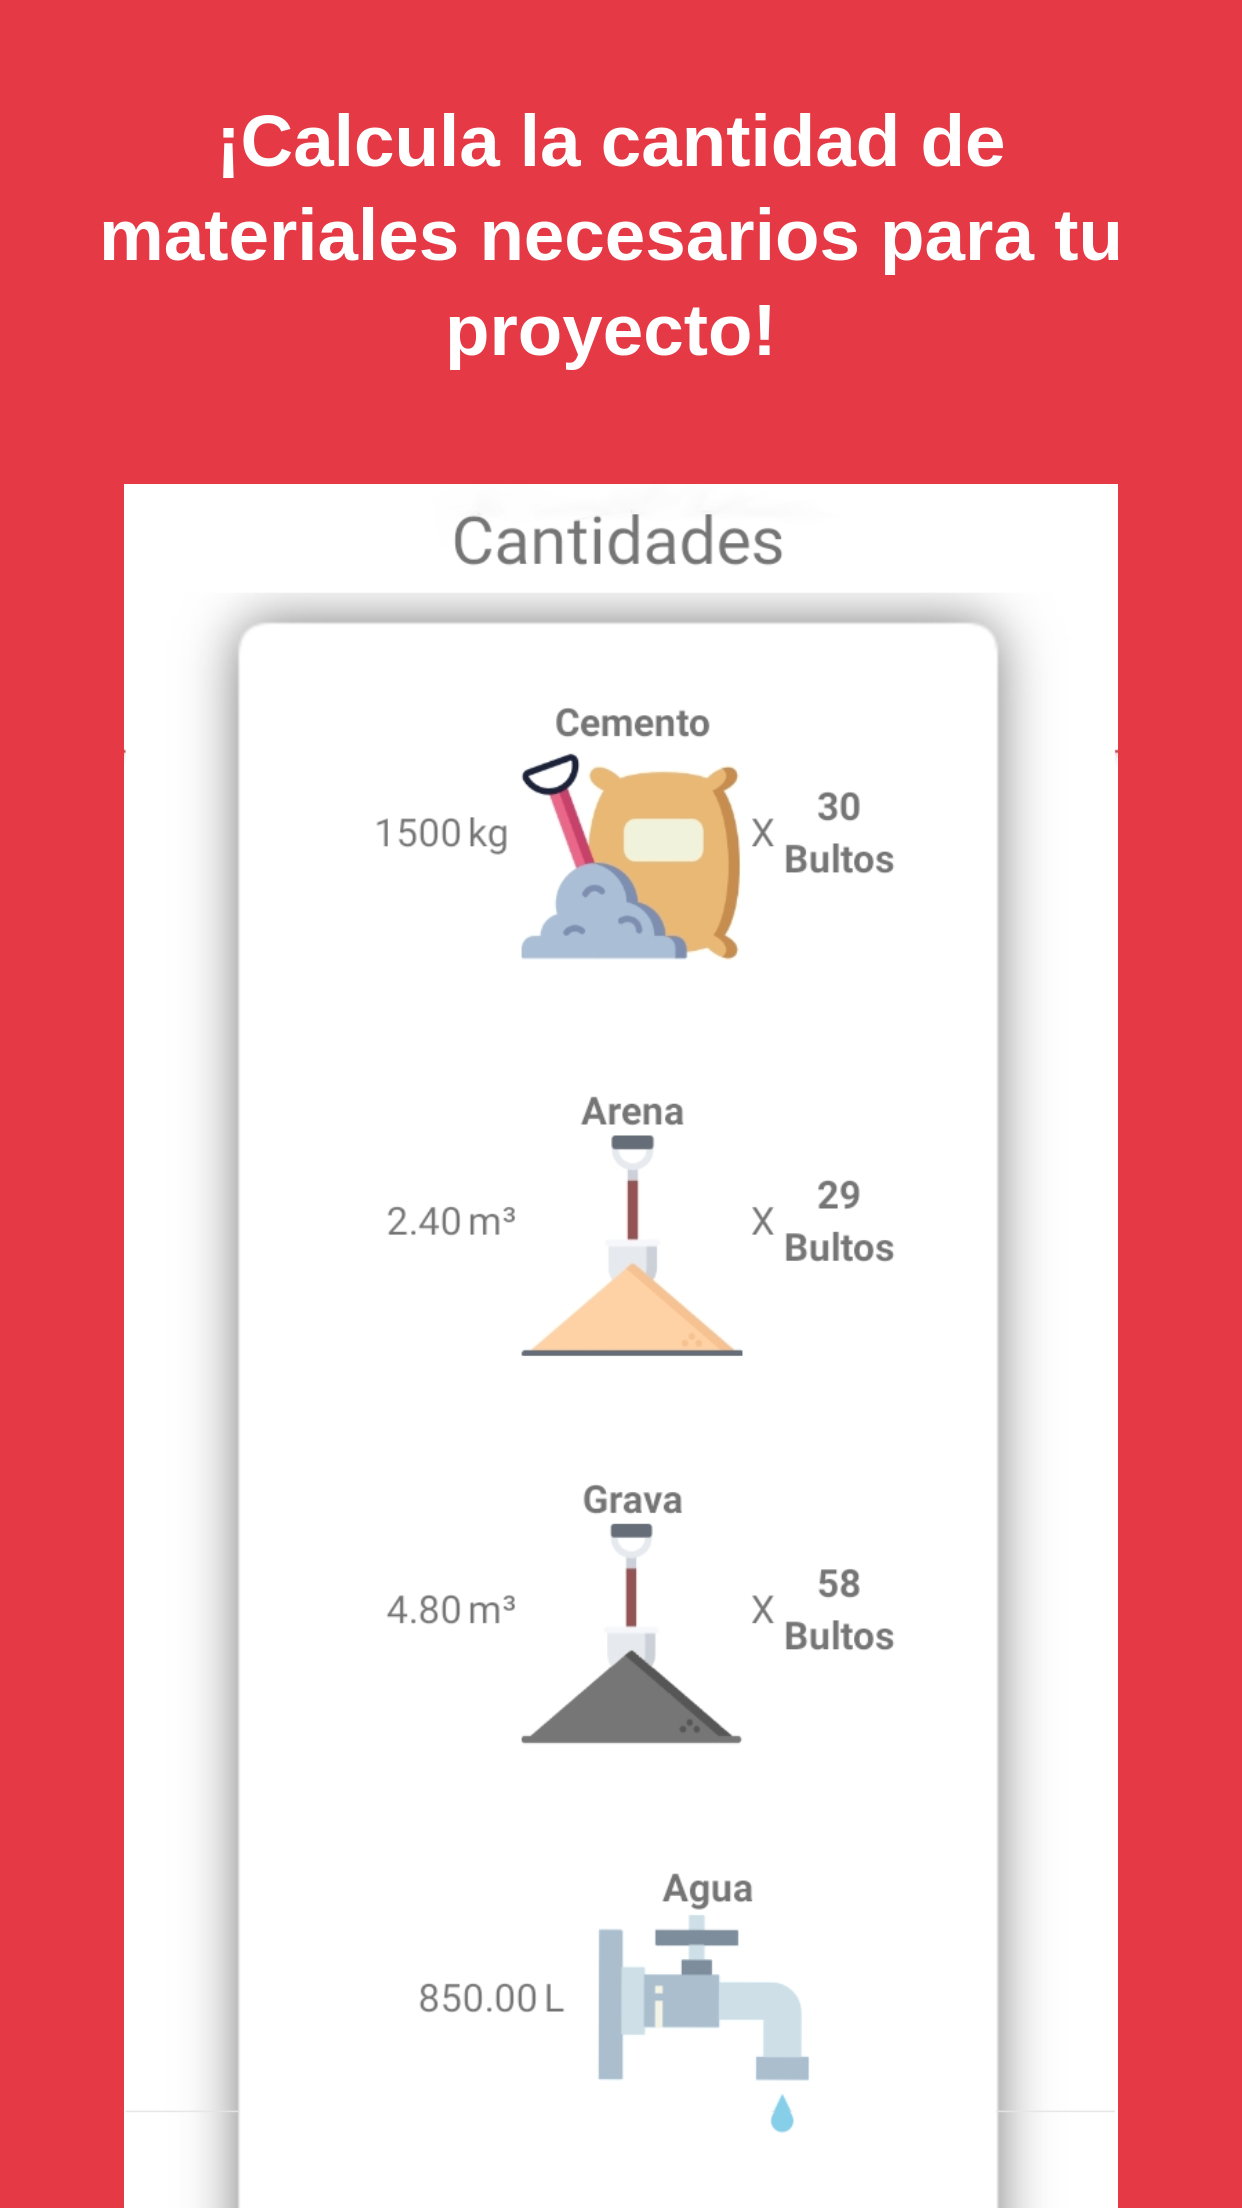 ¡Calcula la cantidad de
materiales necesarios para tu
proyecto!
Cantidades
Cemento
1500 kg
X
30
Bultos
Arena
2.40 m³
X
29
Bultos
Grava
4.80 m³
X
58
Bultos
Agua
850.00 L